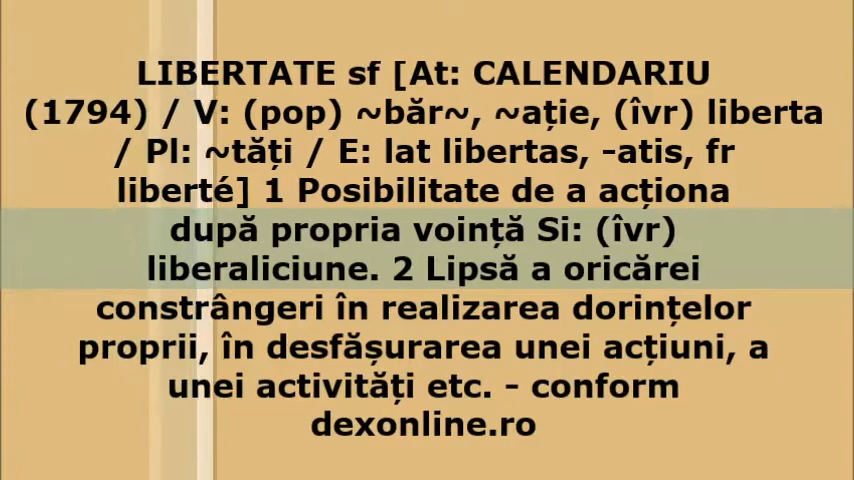 LIBERTATE sf [At: CALENDARIU
(1794) / V: (pop) ~băr~, ~ație, (îvr) liberta
/ Pl: ~tăți / E: lat libertas, -atis, fr
liberté] 1 Posibilitate de a acționa
după propria voință Si: (îvr)
liberaliciune. 2 Lipsă a oricărei
constrângeri în realizarea dorințelor
proprii, în desfășurarea unei acțiuni, a
unei activități etc. - conform
dexonline.ro